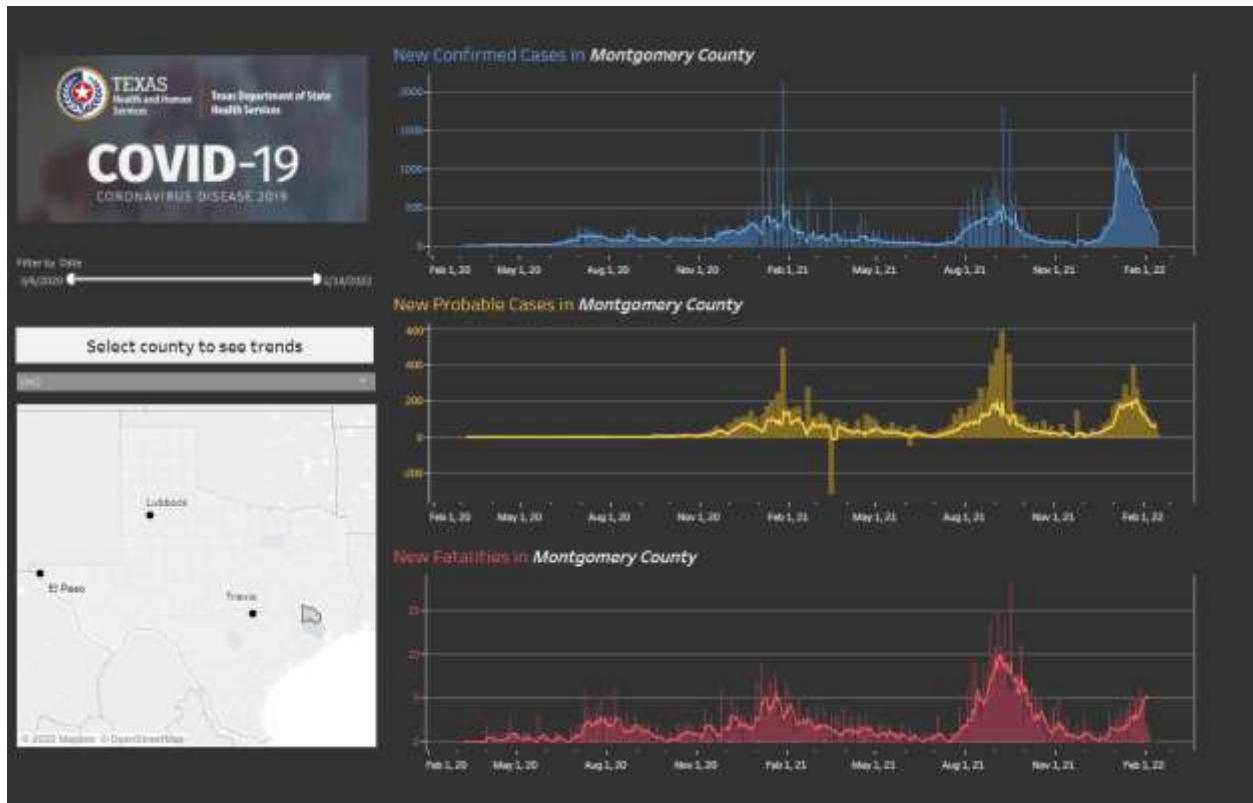 TEXAS
Health and Human
Services
Texas Department of State
Health Services
COVID-19
CORONAVIRUS DISEASE 2019
Filter by Date
Select county to see trends
Lubbock
El Paso
Travis
© 2022 Mapbox © OpenStreetMap
New Confirmed Cases in Montgomery County
2000
1500
1000
500
0
Feb 1, 20 May 1, 20 Aug 1, 20 Nov 1, 20 Feb 1, 21 May 1, 21 Aug 1, 21 Nov 1, 21 Feb 1, 22
New Probable Cases in Montgomery County
600
400
200
0
-200
Feb 1, 20 May 1, 20 Aug 1, 20 Nov 1, 20 Feb 1, 21 May 1, 21 Aug 1, 21 Nov 1, 21 Feb 1, 22
New Fatalities in Montgomery County
15
10
5
0
Feb 1, 20 May 1, 20 Aug 1, 20 Nov 1, 20 Feb 1, 21 May 1, 21 Aug 1, 21 Nov 1, 21 Feb 1, 22